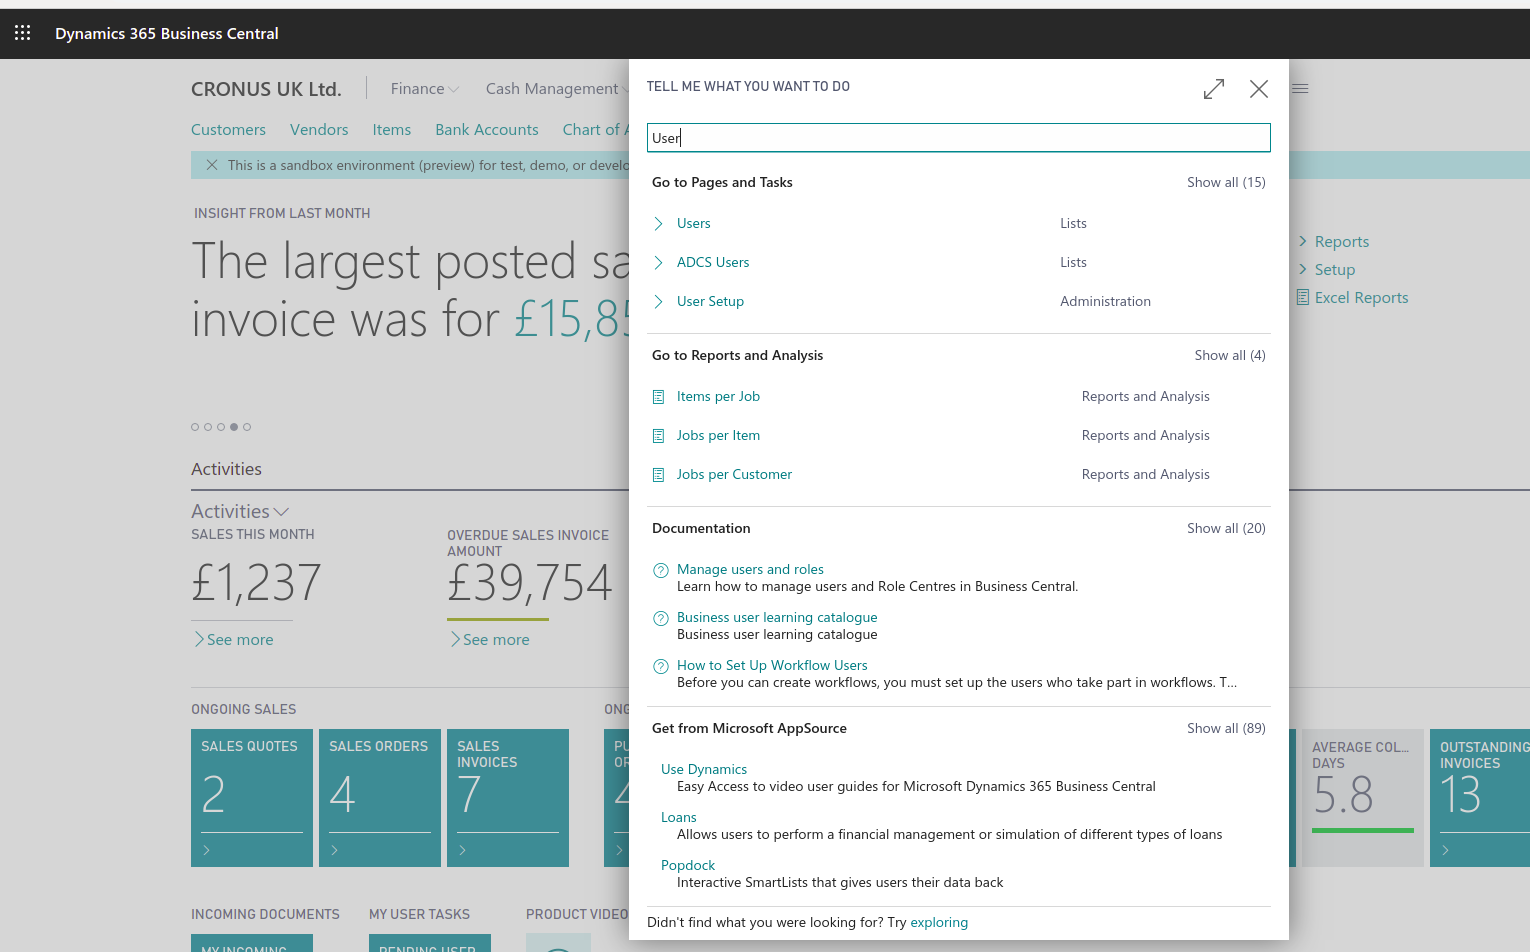 Dynamics 365 Business Central
CRONUS UK Ltd.
Finance
Cash Management
Customers
Vendors
Items
Bank Accounts
Chart of A
This is a sandbox environment (preview) for test, demo, or develo
INSIGHT FROM LAST MONTH
The largest posted sa
invoice was for £15,85
Activities
Activities
SALES THIS MONTH
£1,237
See more
OVERDUE SALES INVOICE
AMOUNT
£39,754
See more
ONGOING SALES
SALES QUOTES
2
SALES ORDERS
4
SALES
INVOICES
7
ONG
PU
OR
4
INCOMING DOCUMENTS
MY INCOMING
MY USER TASKS
PENDING USER
PRODUCT VIDEO
TELL ME WHAT YOU WANT TO DO
User
Go to Pages and Tasks
Show all (15)
Users
Lists
ADCS Users
Lists
User Setup
Administration
Go to Reports and Analysis
Show all (4)
Items per Job
Reports and Analysis
Jobs per Item
Reports and Analysis
Jobs per Customer
Reports and Analysis
Documentation
Show all (20)
Manage users and roles
Learn how to manage users and Role Centres in Business Central.
Business user learning catalogue
Business user learning catalogue
How to Set Up Workflow Users
Before you can create workflows, you must set up the users who take part in workflows. T...
Get from Microsoft AppSource
Show all (89)
Use Dynamics
Easy Access to video user guides for Microsoft Dynamics 365 Business Central
Loans
Allows users to perform a financial management or simulation of different types of loans
Popdock
Interactive SmartLists that gives users their data back
Didn't find what you were looking for? Try exploring
Reports
Setup
Excel Reports
AVERAGE COL...
DAYS
5.8
OUTSTANDING
INVOICES
13